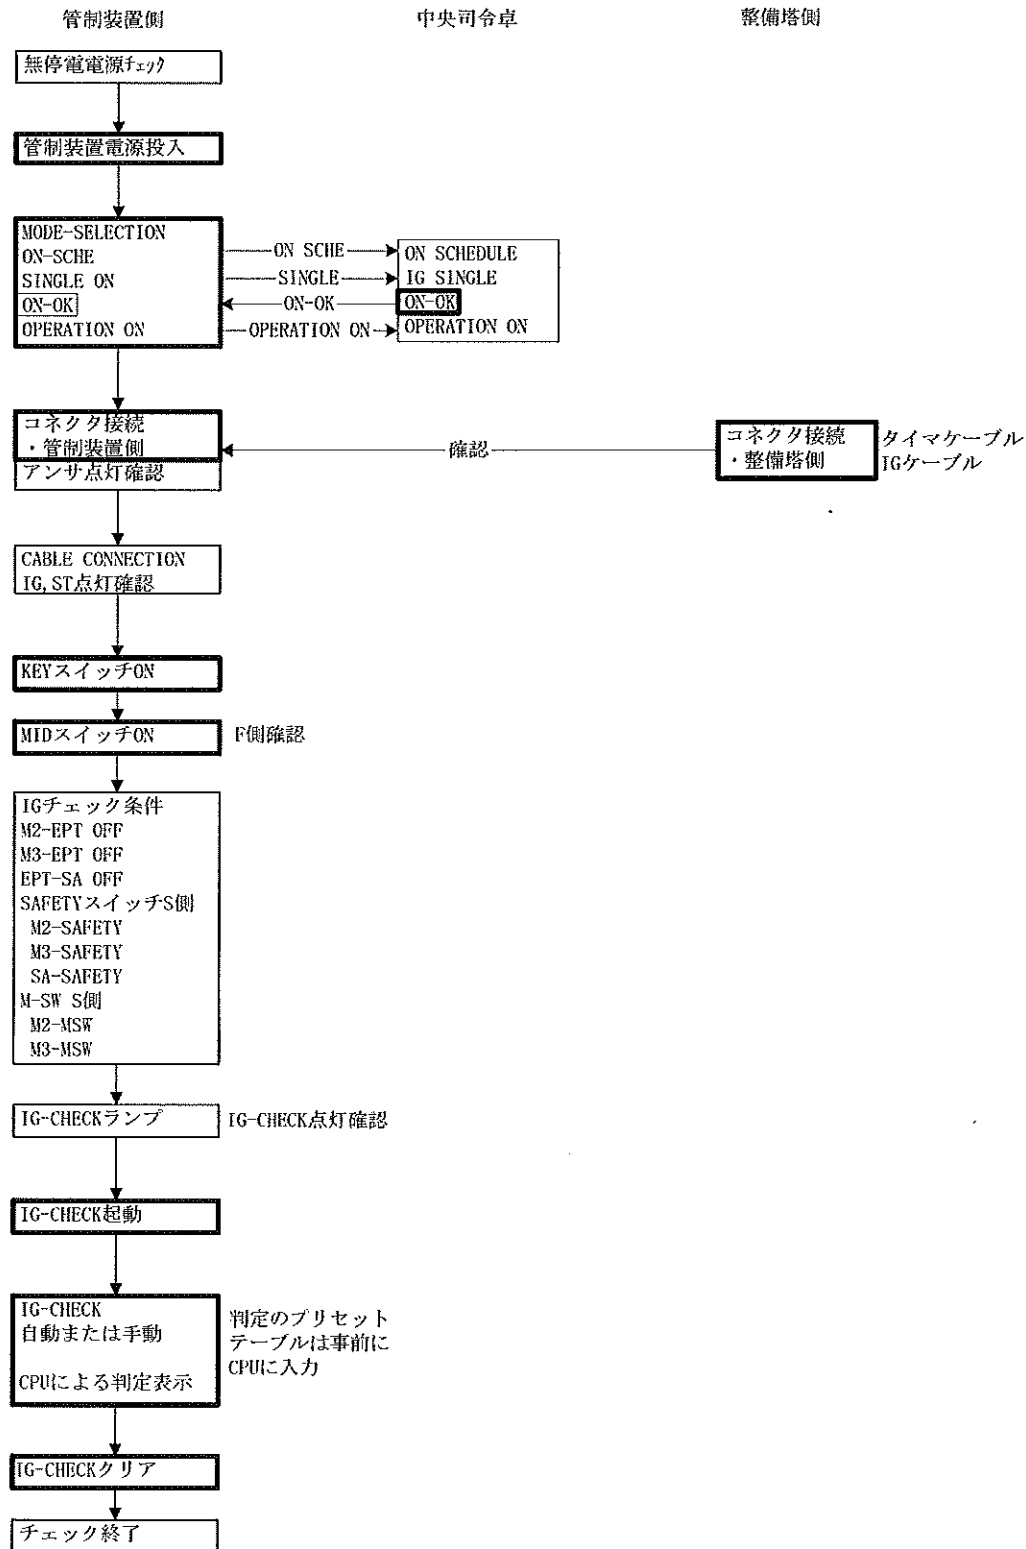 管制装置側
中央司令卓
整備塔側
無停電電源チェック
管制装置電源投入
MODE-SELECTION
ON-SCHE
SINGLE ON
ON-OK
OPERATION ON
ON SCHE
SINGLE
ON-OK
OPERATION ON
ON SCHEDULE
IG SINGLE
ON-OK
OPERATION ON
コネクタ接続
・管制装置側
アンサ点灯確認
確認
コネクタ接続
・整備塔側
タイマケーブル
IGケーブル
CABLE CONNECTION
IG,ST点灯確認
KEYスイッチON
MIDスイッチON
F側確認
IGチェック条件
M2-EPT OFF
M3-EPT OFF
EPT-SA OFF
SAFETYスイッチS側
M2-SAFETY
M3-SAFETY
SA-SAFETY
M-SW S側
M2-MSW
M3-MSW
IG-CHECKランプ
IG-CHECK点灯確認
IG-CHECK起動
IG-CHECK
自動または手動
CPUによる判定表示
判定のプリセット
テーブルは事前に
CPUに入力
IG-CHECKクリア
チェック終了